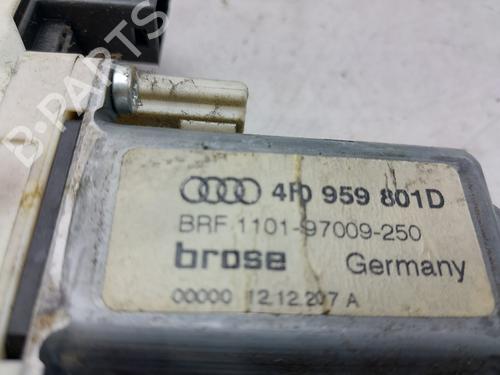 B-PARTS
4F0 959 801D
BRF 1101-97009-250
brose Germany
00000 12.12.207 A